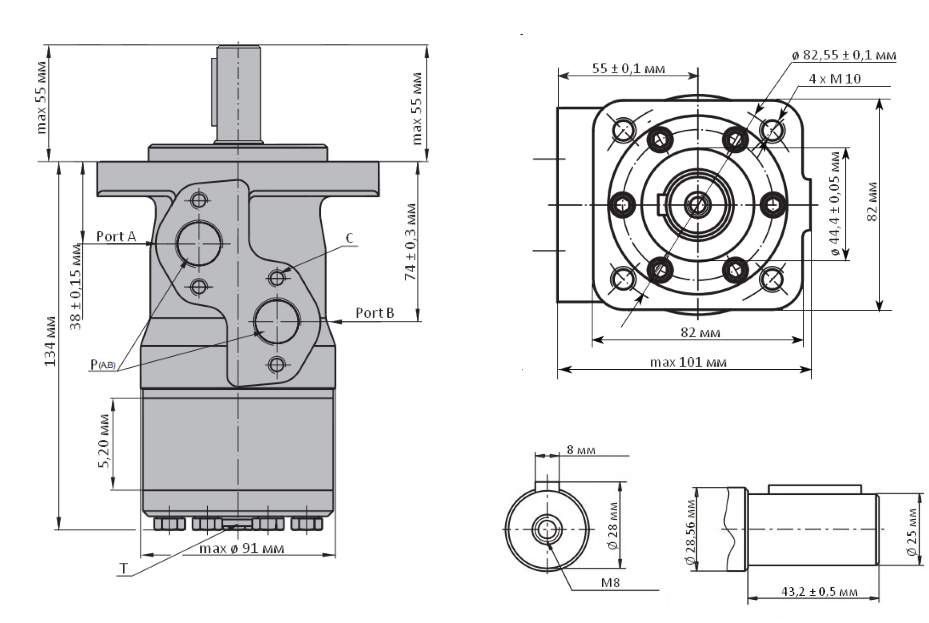 max 55 мм
max 55 мм
Port A
38 ± 0,15 мм
134 мм
C
74 ± 0,3 мм
Port B
P(A,B)
5,20 мм
max ø 91 мм
T
55 ± 0,1 мм
ø 82,55 ± 0,1 мм
4 x M 10
ø 44,4 ± 0,05 мм
82 мм
82 мм
max 101 мм
8 мм
Ø 28 мм
M8
Ø 28,56 мм
Ø 25 мм
43,2 ± 0,5 мм